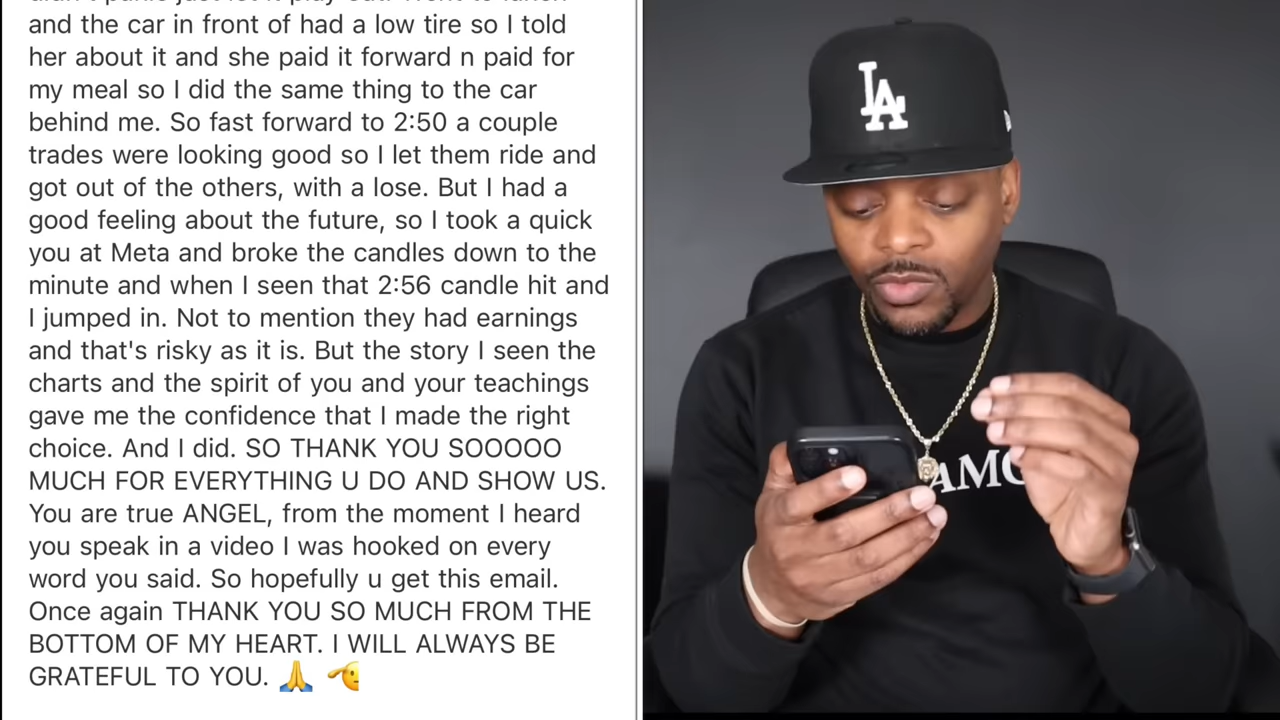 and the car in front of had a low tire so I told
her about it and she paid it forward n paid for
my meal so I did the same thing to the car
behind me. So fast forward to 2:50 a couple
trades were looking good so I let them ride and
got out of the others, with a lose. But I had a
good feeling about the future, so I took a quick
you at Meta and broke the candles down to the
minute and when I seen that 2:56 candle hit and
I jumped in. Not to mention they had earnings
and that's risky as it is. But the story I seen the
charts and the spirit of you and your teachings
gave me the confidence that I made the right
choice. And I did. SO THANK YOU SOOOOO
MUCH FOR EVERYTHING U DO AND SHOW US.
You are true ANGEL, from the moment I heard
you speak in a video I was hooked on every
word you said. So hopefully u get this email.
Once again THANK YOU SO MUCH FROM THE
BOTTOM OF MY HEART. I WILL ALWAYS BE
GRATEFUL TO YOU. 🙏 🫡
LA
AMO